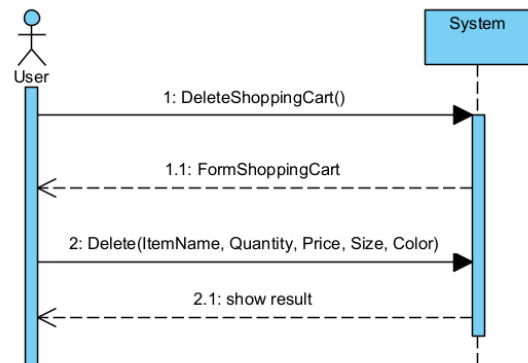 System
User
1: DeleteShoppingCart()
1.1: FormShoppingCart
2: Delete(ItemName, Quantity, Price, Size, Color)
2.1: show result